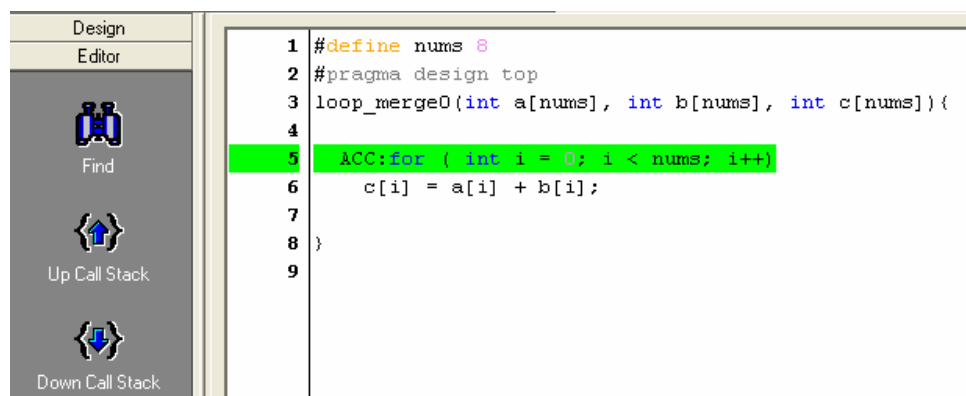 Design
Editor
Find
Up Call Stack
Down Call Stack
1 #define nums 8
2 #pragma design top
3 loop_merge0(int a[nums], int b[nums], int c[nums]){
4
5 ACC:for ( int i = 0; i < nums; i++)
6 c[i] = a[i] + b[i];
7
8 }
9